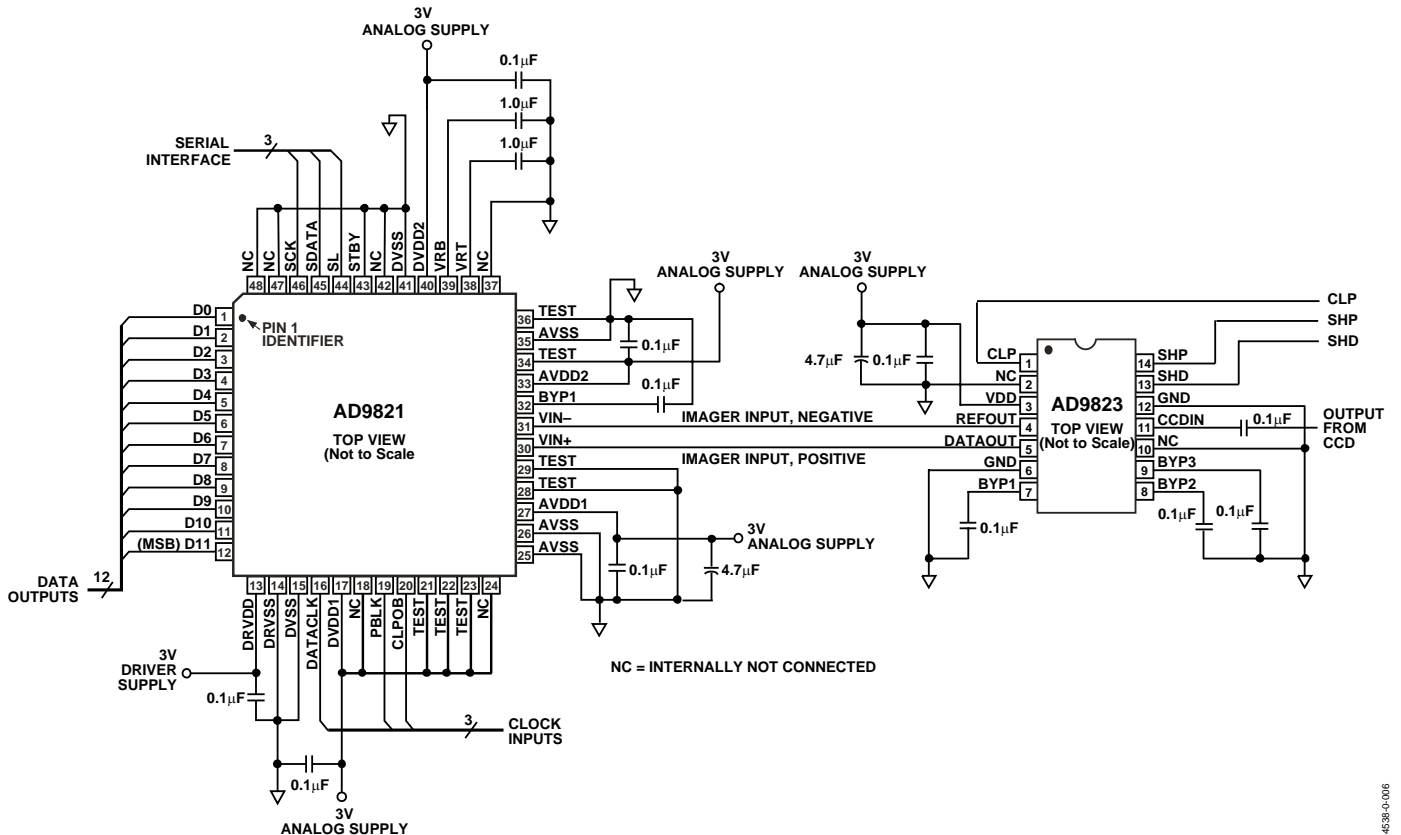 3V
ANALOG SUPPLY
0.1µF
1.0µF
1.0µF
SERIAL
INTERFACE
3
NC
NC
SCK
SDATA
SL
STBY
NC
DVSS
DVDD2
VRB
VRT
NC
48
47
46
45
44
43
42
41
40
39
38
37
D0
D1
D2
D3
D4
D5
D6
D7
D8
D9
D10
(MSB) D11
1
2
3
4
5
6
7
8
9
10
11
12
DATA
OUTPUTS
12
PIN 1
IDENTIFIER
AD9821
TOP VIEW
(Not to Scale
36 TEST
35 AVSS
34 TEST
33 AVDD2
32 BYP1
31 VIN–
30 VIN+
29 TEST
28 TEST
27 AVDD1
26 AVSS
25 AVSS
0.1µF
0.1µF
3V
ANALOG SUPPLY
IMAGER INPUT, NEGATIVE
IMAGER INPUT, POSITIVE
3V
ANALOG SUPPLY
0.1µF
4.7µF
13
14
15
16
17
18
19
20
21
22
23
24
DRVDD
DRVSS
DVSS
DATACLK
DVDD1
NC
PBLK
CLPOB
TEST
TEST
TEST
NC
3V
DRIVER
SUPPLY
0.1µF
0.1µF
3V
ANALOG SUPPLY
3
CLOCK
INPUTS
NC = INTERNALLY NOT CONNECTED
3V
ANALOG SUPPLY
4.7µF
0.1µF
CLP
SHP
SHD
CLP 1
NC 2
VDD 3
REFOUT 4
DATAOUT 5
GND 6
BYP1 7
AD9823
TOP VIEW
(Not to Scale)
14 SHP
13 SHD
12 GND
11 CCDIN
10 NC
9 BYP3
8 BYP2
0.1µF
OUTPUT
FROM
CCD
0.1µF
0.1µF
0.1µF
4538-0-006